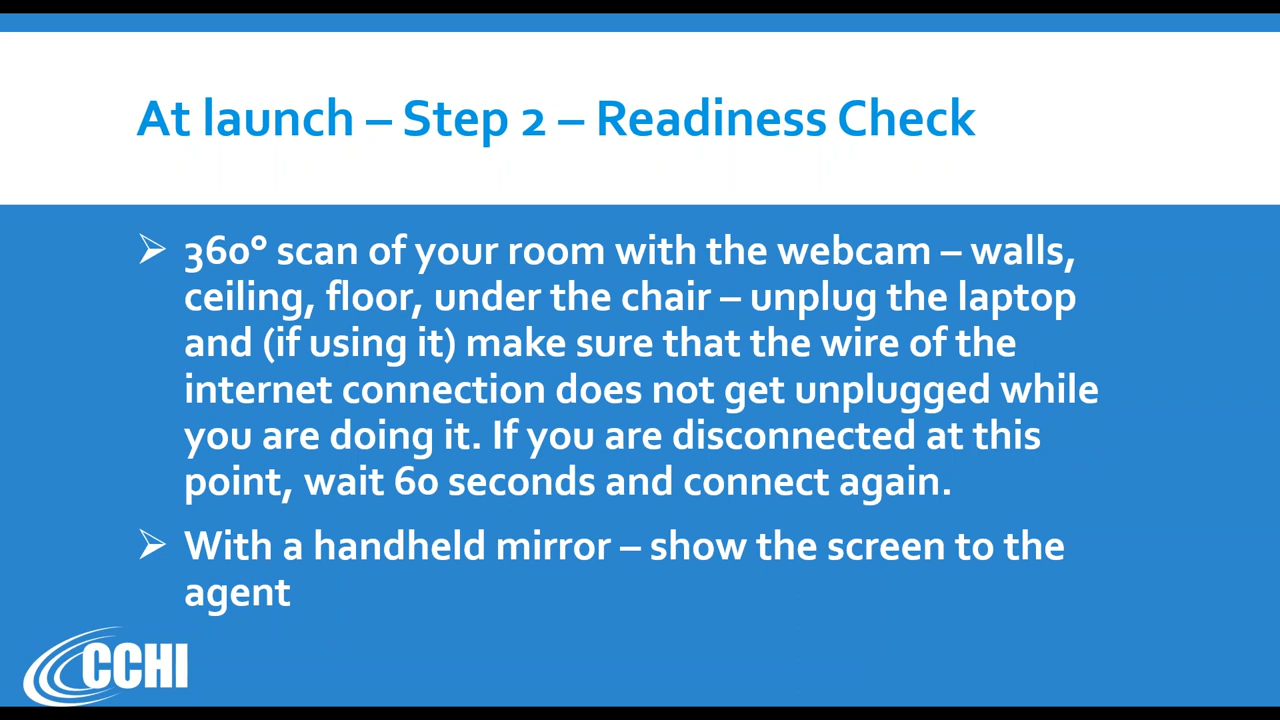 At launch – Step 2 – Readiness Check
➢ 360° scan of your room with the webcam – walls,
ceiling, floor, under the chair – unplug the laptop
and (if using it) make sure that the wire of the
internet connection does not get unplugged while
you are doing it. If you are disconnected at this
point, wait 60 seconds and connect again.
➢ With a handheld mirror – show the screen to the
agent
CCHI